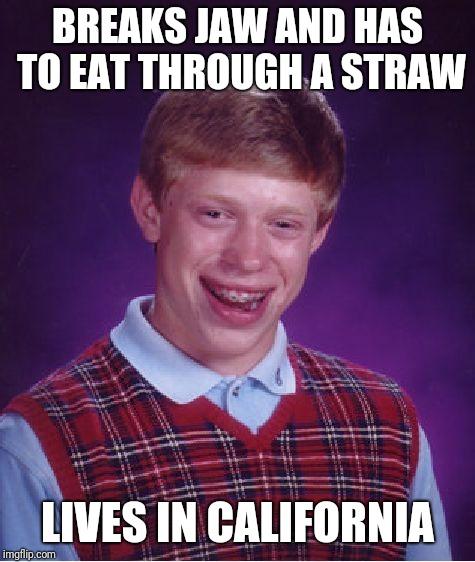 BREAKS JAW AND HAS
TO EAT THROUGH A STRAW
LIVES IN CALIFORNIA
imgflip.com